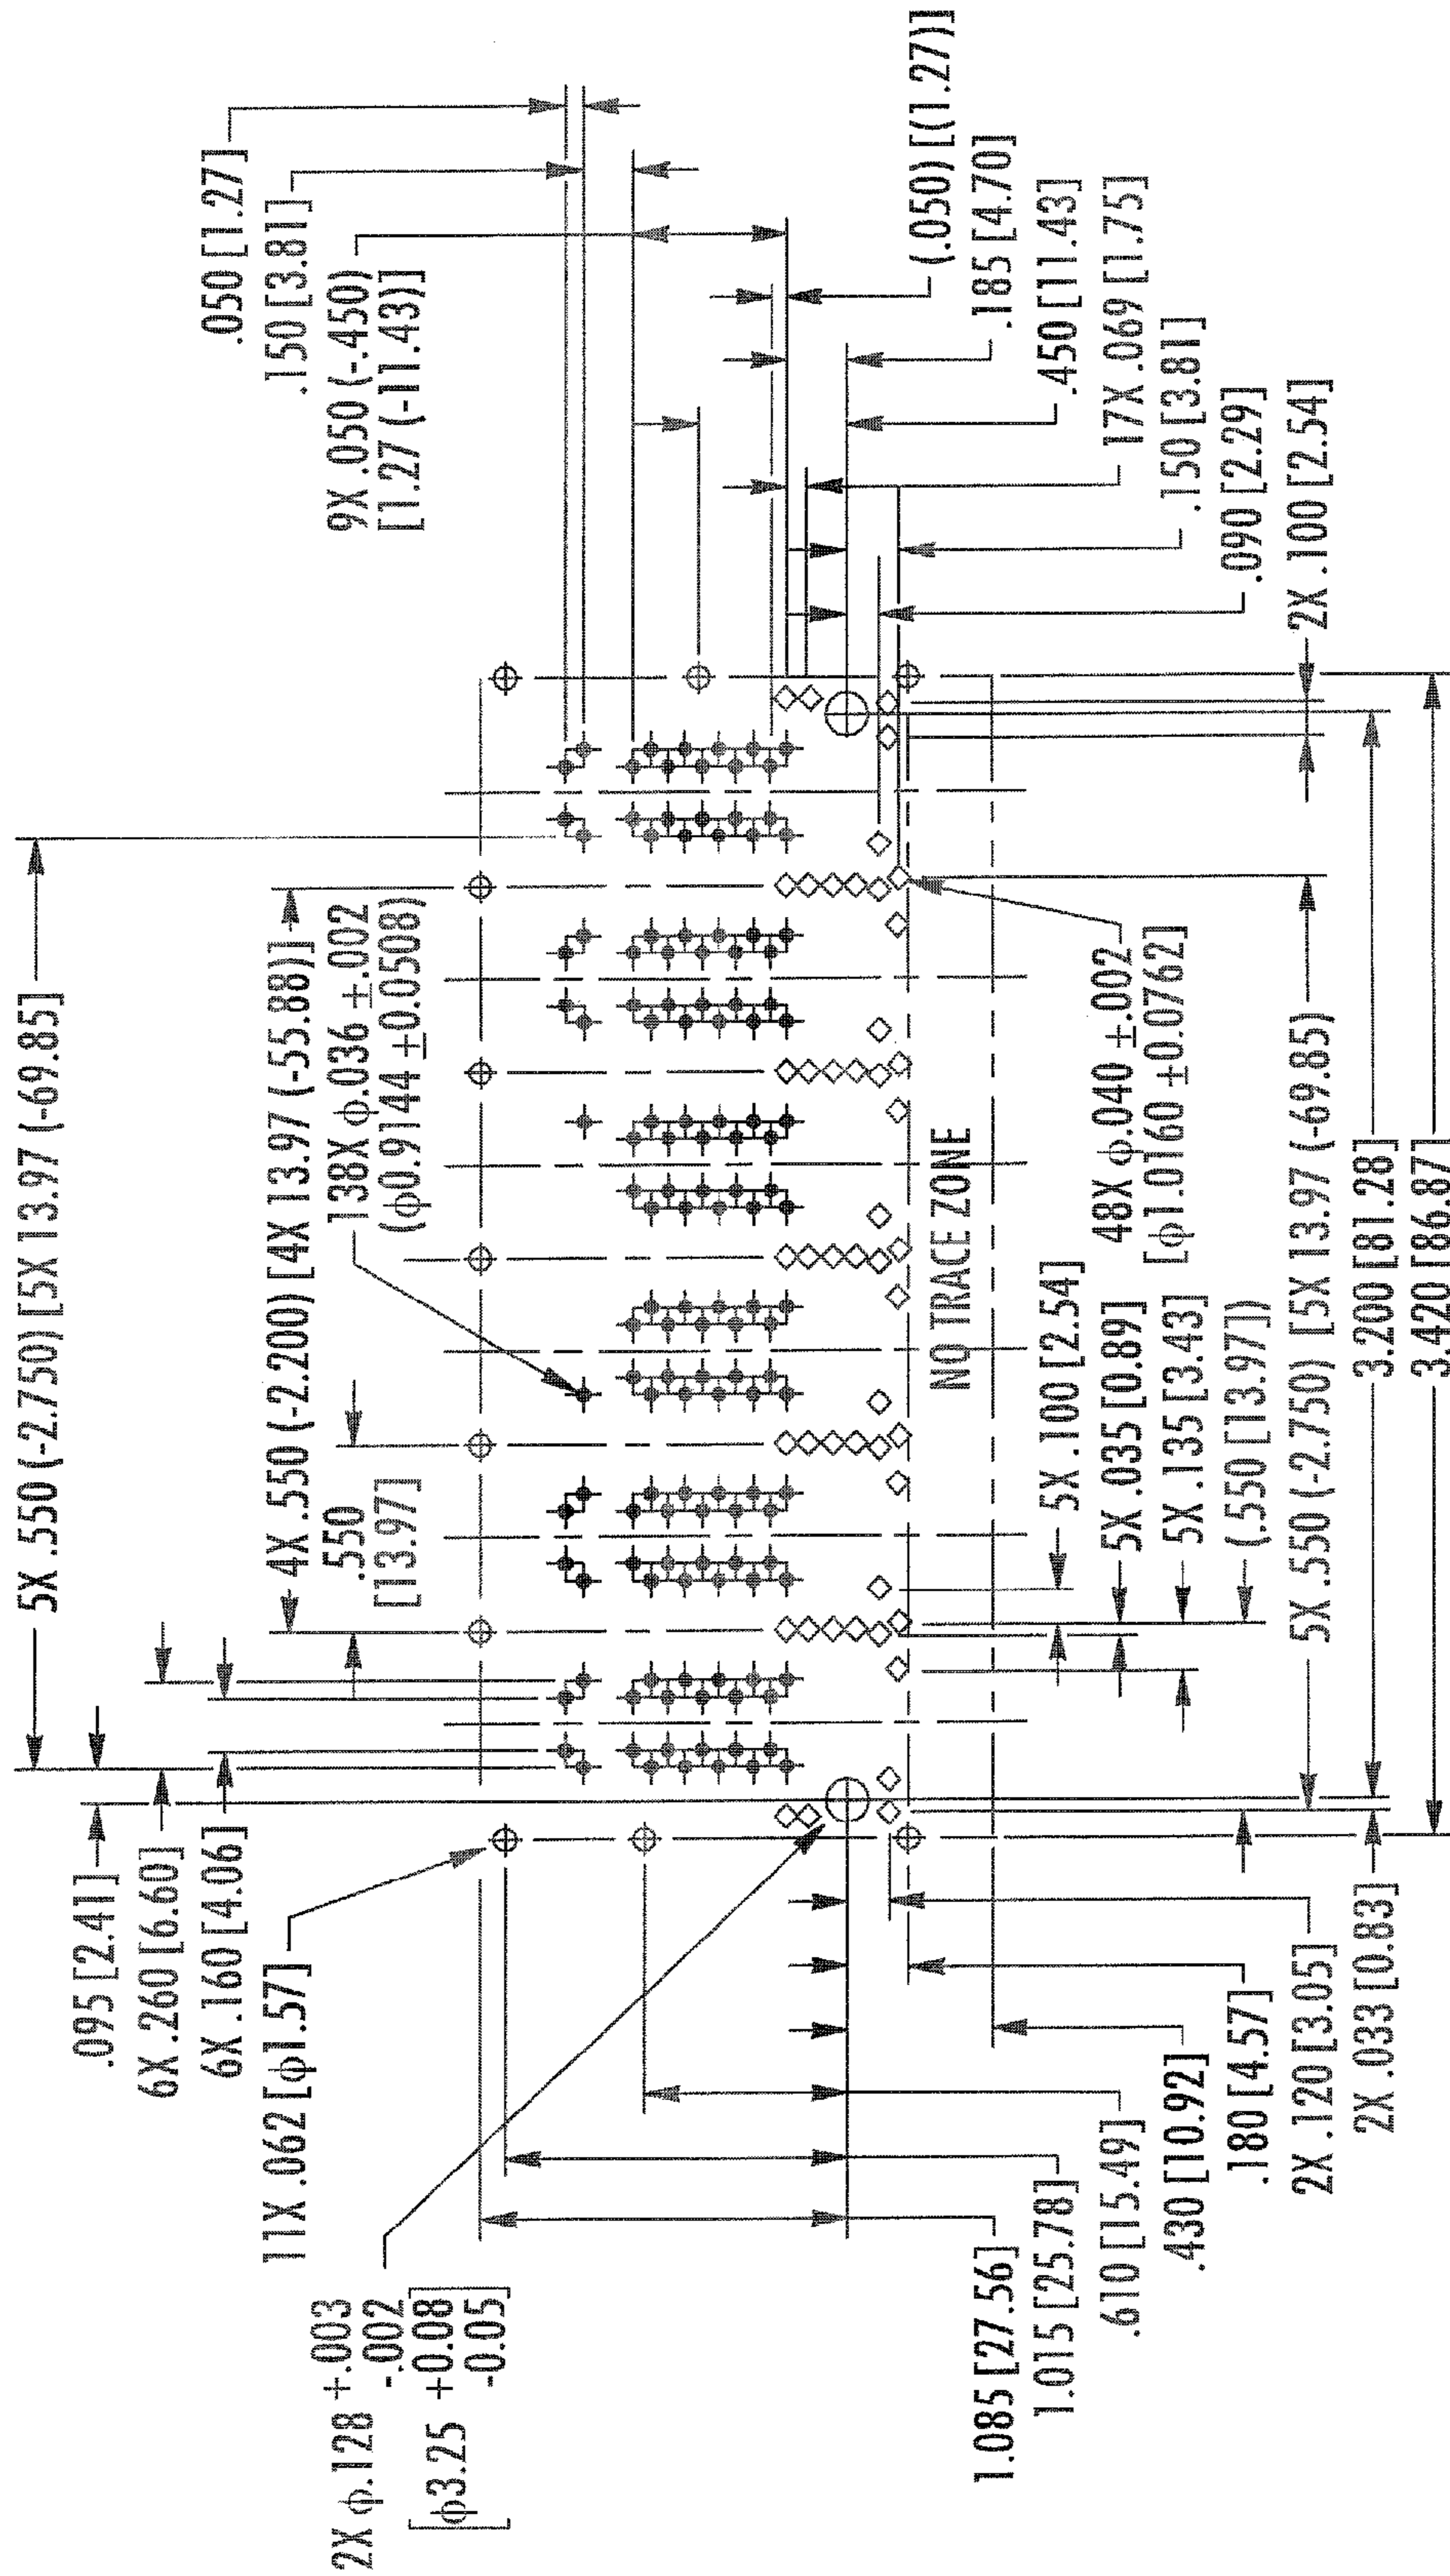 5X .550 (-2.750) [5X 13.97 (-69.85]
.095 [2.41]
6X .260 [6.60]
6X .160 [4.06]
11X .062 [ϕ1.57]
2X ϕ.128 +.003
-.002
[ϕ3.25 +0.08]
-0.05
4X .550 (-2.200) [4X 13.97 (-55.88)]
.550
[13.97]
138X ϕ.036 ±.002
(ϕ0.9144 ±0.0508)
.050 [1.27]
.150 [3.81]
9X .050 (-.450)
[1.27 (-11.43)]
(.050) [(1.27)]
.185 [4.70]
.450 [11.43]
17X .069 [1.75]
.150 [3.81]
.090 [2.29]
2X .100 [2.54]
NO TRACE ZONE
48X ϕ.040 ±.002
[ϕ1.0160 ±0.0762]
5X .100 [2.54]
5X .035 [0.89]
5X .135 [3.43]
(.550 [13.97])
5X .550 (-2.750) [5X 13.97 (-69.85)
3.200 [81.28]
3.420 [86.87]
1.085 [27.56]
1.015 [25.78]
.610 [15.49]
.430 [10.92]
.180 [4.57]
2X .120 [3.05]
2X .033 [0.83]